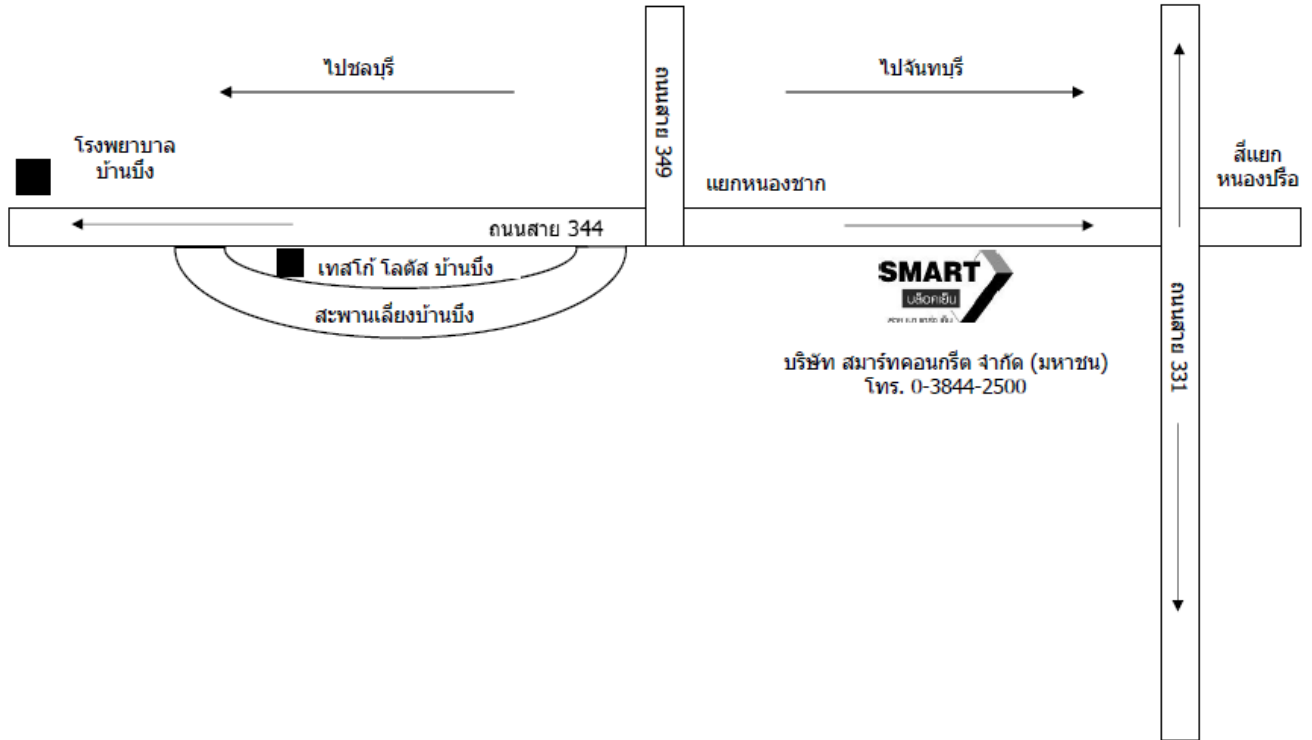 ไปชลบุรี
ไปจันทบุรี
ถนนสาย 349
โรงพยาบาล
บ้านบึง
แยกหนองชาก
สี่แยก
หนองปรือ
ถนนสาย 344
เทสโก้ โลตัส บ้านบึง
สะพานเลี่ยงบ้านบึง
SMART
บล็อกเย็น
ถนนสาย 331
บริษัท สมาร์ทคอนกรีต จำกัด (มหาชน)
โทร. 0-3844-2500